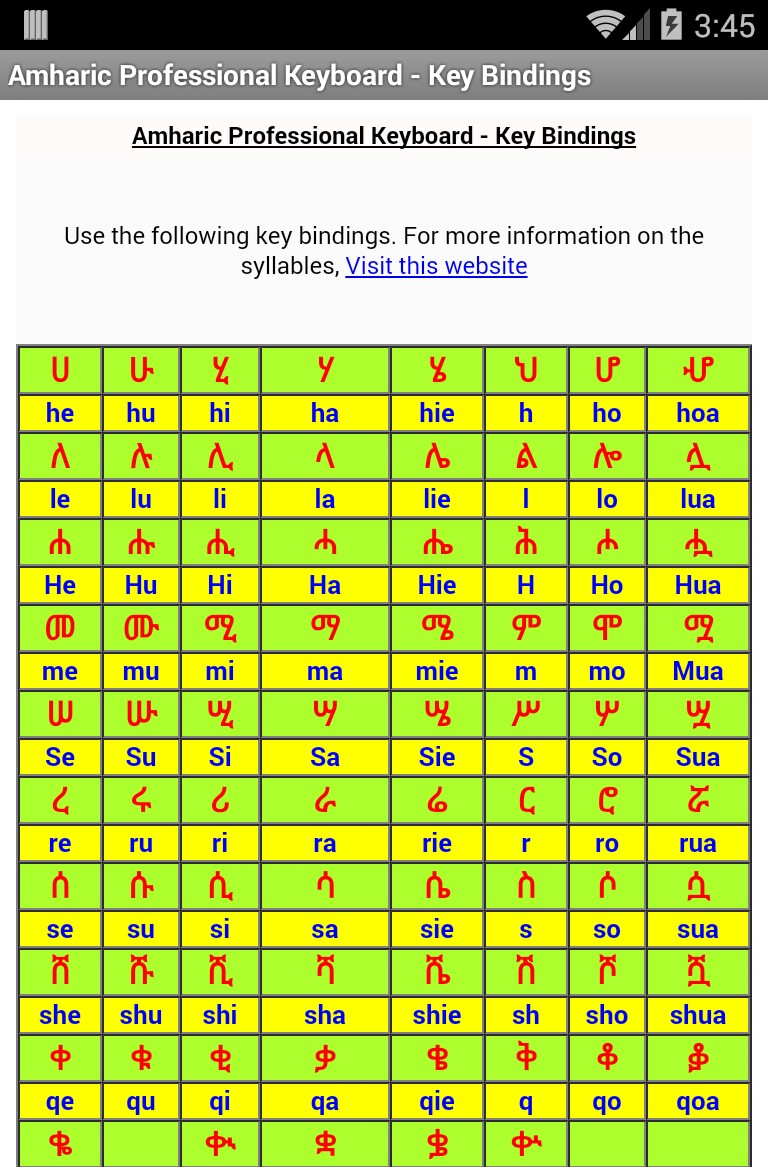 3:45
Amharic Professional Keyboard - Key Bindings
Amharic Professional Keyboard - Key Bindings
Use the following key bindings. For more information on the
syllables, Visit this website
ሀ ሁ ሂ ሃ ሄ ህ ሆ ሇ
he hu hi ha hie h ho hoa
ለ ሉ ሊ ላ ሌ ል ሎ ሏ
le lu li la lie l lo lua
ሐ ሑ ሒ ሓ ሔ ሕ ሖ ሗ
He Hu Hi Ha Hie H Ho Hua
መ ሙ ሚ ማ ሜ ም ሞ ሟ
me mu mi ma mie m mo Mua
ሠ ሡ ሢ ሣ ሤ ሥ ሦ ሧ
Se Su Si Sa Sie S So Sua
ረ ሩ ሪ ራ ሬ ር ሮ ሯ
re ru ri ra rie r ro rua
ሰ ሱ ሲ ሳ ሴ ስ ሶ ሷ
se su si sa sie s so sua
ሸ ሹ ሺ ሻ ሼ ሽ ሾ ሿ
she shu shi sha shie sh sho shua
ቀ ቁ ቂ ቃ ቄ ቅ ቆ ቇ
qe qu qi qa qie q qo qoa
ቈ ቊ ቋ ቌ ቍ